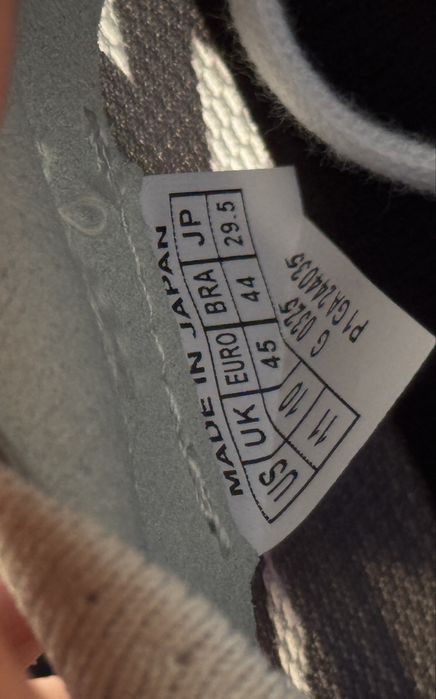 MADE IN JAPAN
US UK EURO BRA JP
11 10 45 44 29.5
G 0325
P1GA244035